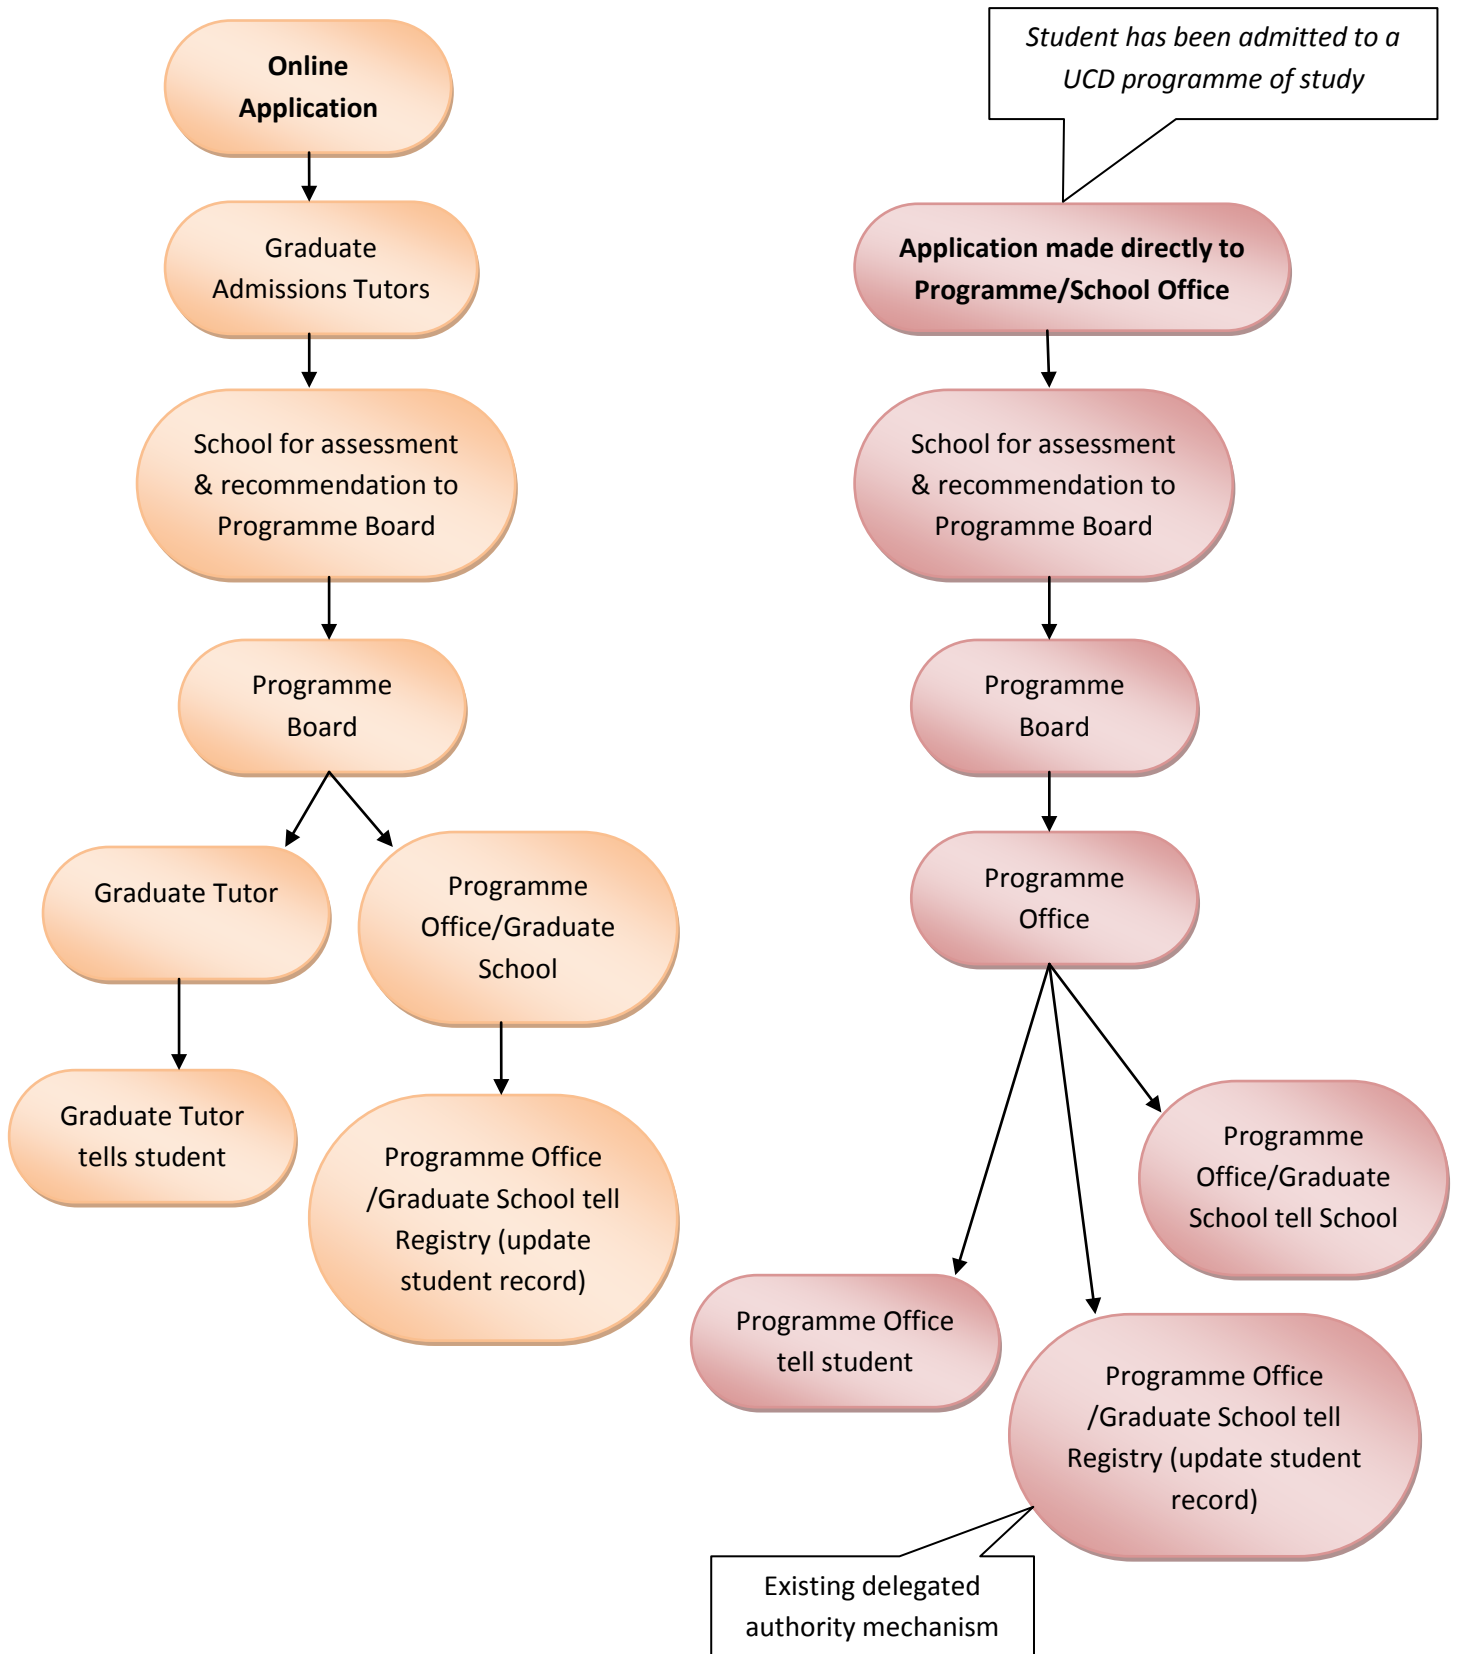 Online
Application
Graduate
Admissions Tutors
School for assessment
& recommendation to
Programme Board
Programme
Board
Graduate Tutor
Programme
Office/Graduate
School
Graduate Tutor
tells student
Programme Office
/Graduate School tell
Registry (update
student record)
Student has been admitted to a
UCD programme of study
Application made directly to
Programme/School Office
School for assessment
& recommendation to
Programme Board
Programme
Board
Programme
Office
Programme
Office/Graduate
School tell School
Programme Office
tell student
Programme Office
/Graduate School tell
Registry (update student
record)
Existing delegated
authority mechanism